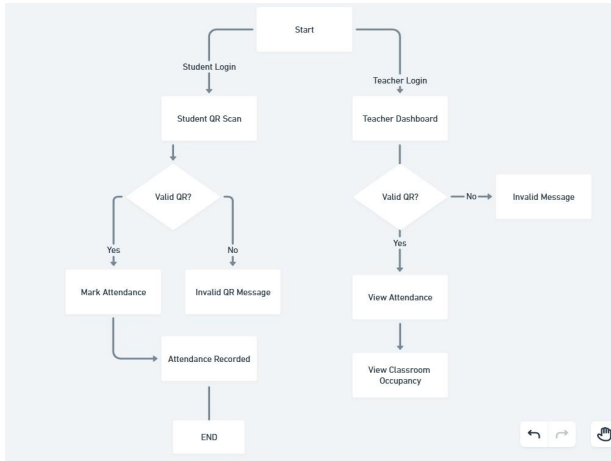 Start
Student Login
Teacher Login
Student QR Scan
Teacher Dashboard
Valid QR?
Valid QR?
No
Invalid Message
Yes
No
Yes
Mark Attendance
Invalid QR Message
View Attendance
Attendance Recorded
View Classroom
Occupancy
END